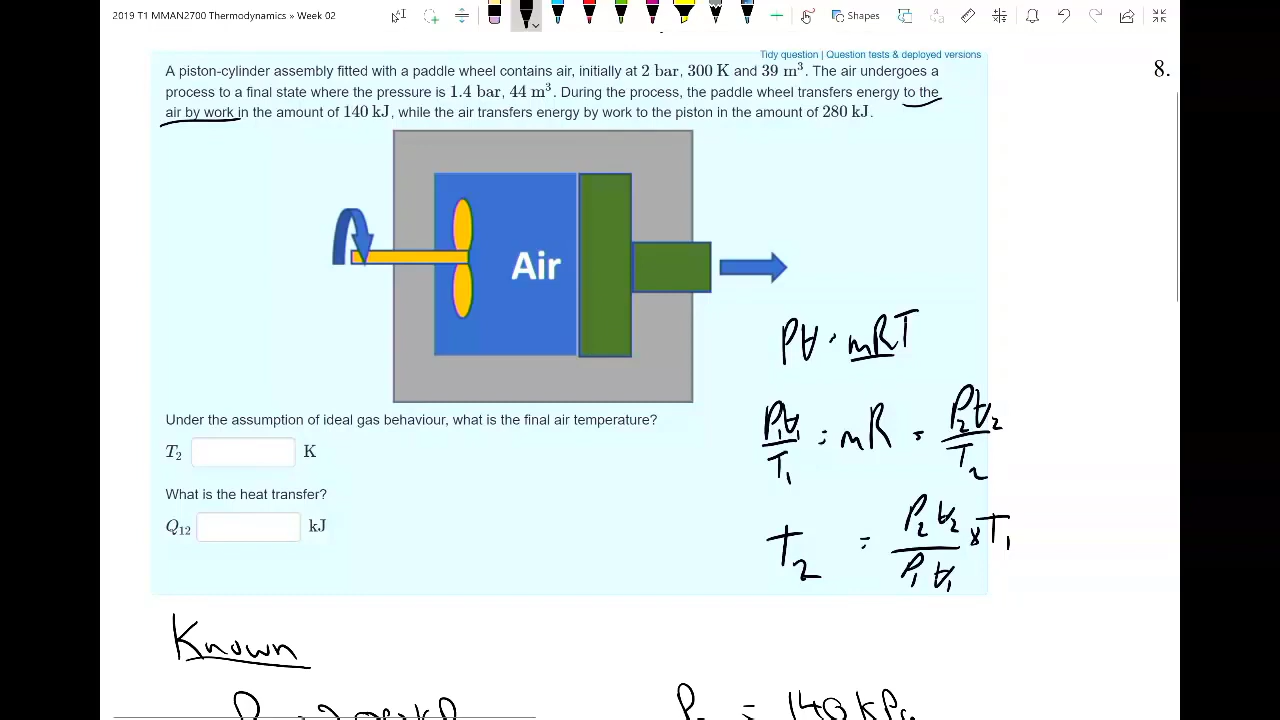 2019 T1 MMAN2700 Thermodynamics » Week 02
Shapes
Tidy question | Question tests & deployed versions
8.
A piston-cylinder assembly fitted with a paddle wheel contains air, initially at 2 bar, 300 K and 39 m³. The air undergoes a
process to a final state where the pressure is 1.4 bar, 44 m³. During the process, the paddle wheel transfers energy to the
air by work in the amount of 140 kJ, while the air transfers energy by work to the piston in the amount of 280 kJ.
Air
PV = mRT
P₁V₁/T₁ = mR = P₂V₂/T₂
Under the assumption of ideal gas behaviour, what is the final air temperature?
T₂ K
What is the heat transfer?
Q₁₂ kJ
T₂ = P₂V₂/P₁V₁ × T₁
Known
= 140 kPa